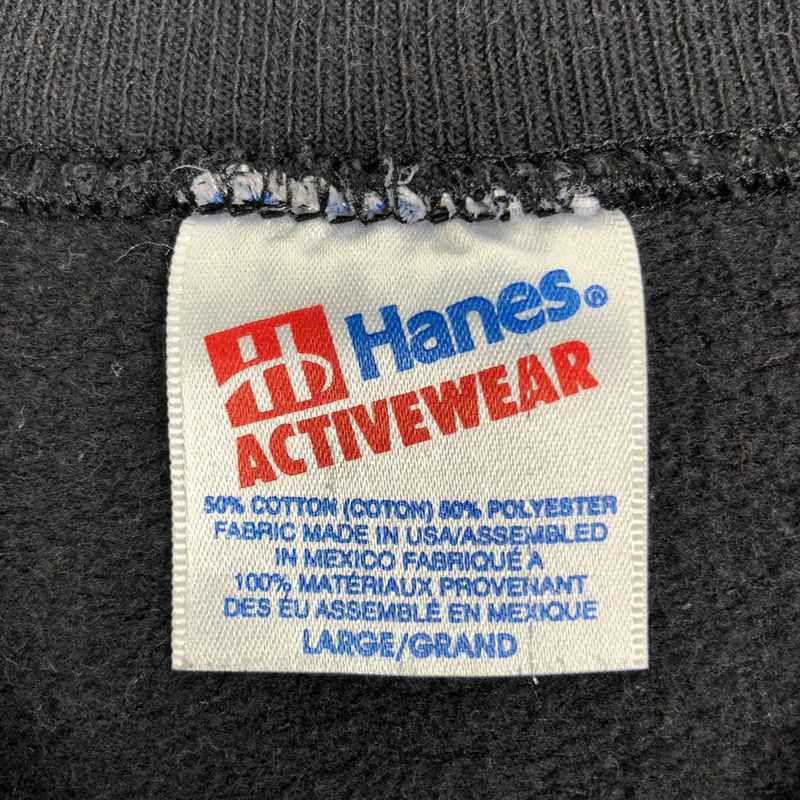 Hanes®
ACTIVEWEAR
50% COTTON (COTON) 50% POLYESTER
FABRIC MADE IN USA/ASSEMBLED
IN MEXICO FABRIQUÉ A
100% MATÉRIAUX PROVENANT
DES EU ASSEMBLÉ EN MEXIQUE
LARGE/GRAND